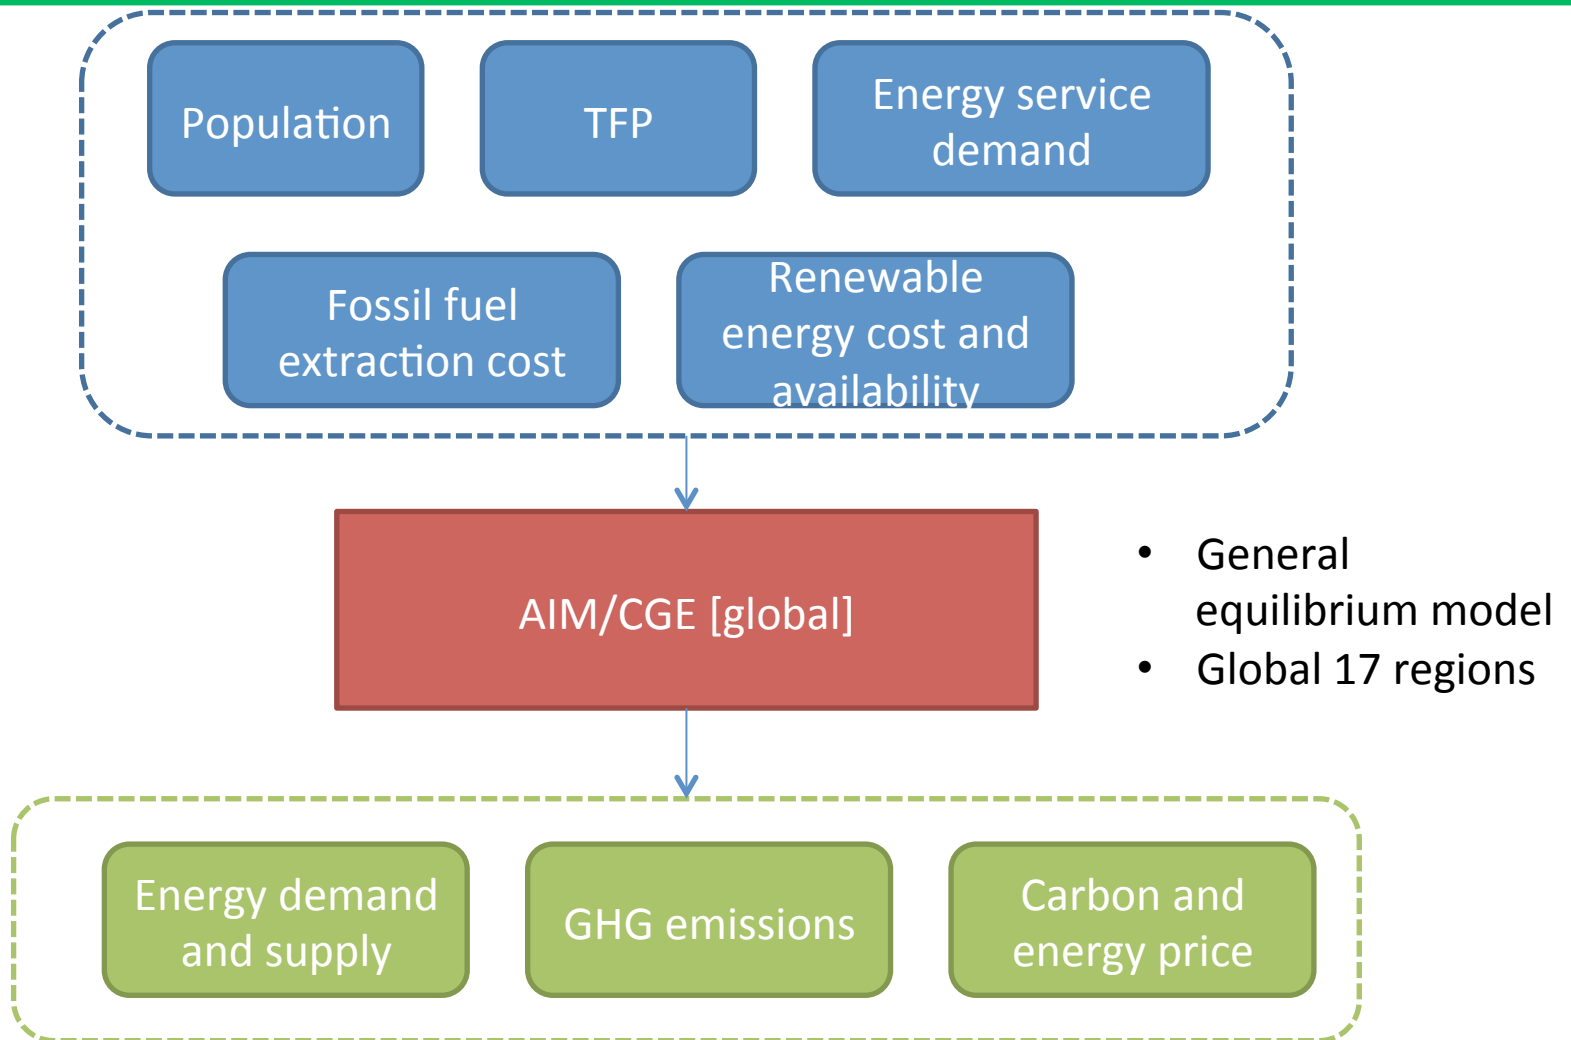 Population
TFP
Energy service
demand
Fossil fuel
extraction cost
Renewable
energy cost and
availability
AIM/CGE [global]
• General
equilibrium model
• Global 17 regions
Energy demand
and supply
GHG emissions
Carbon and
energy price